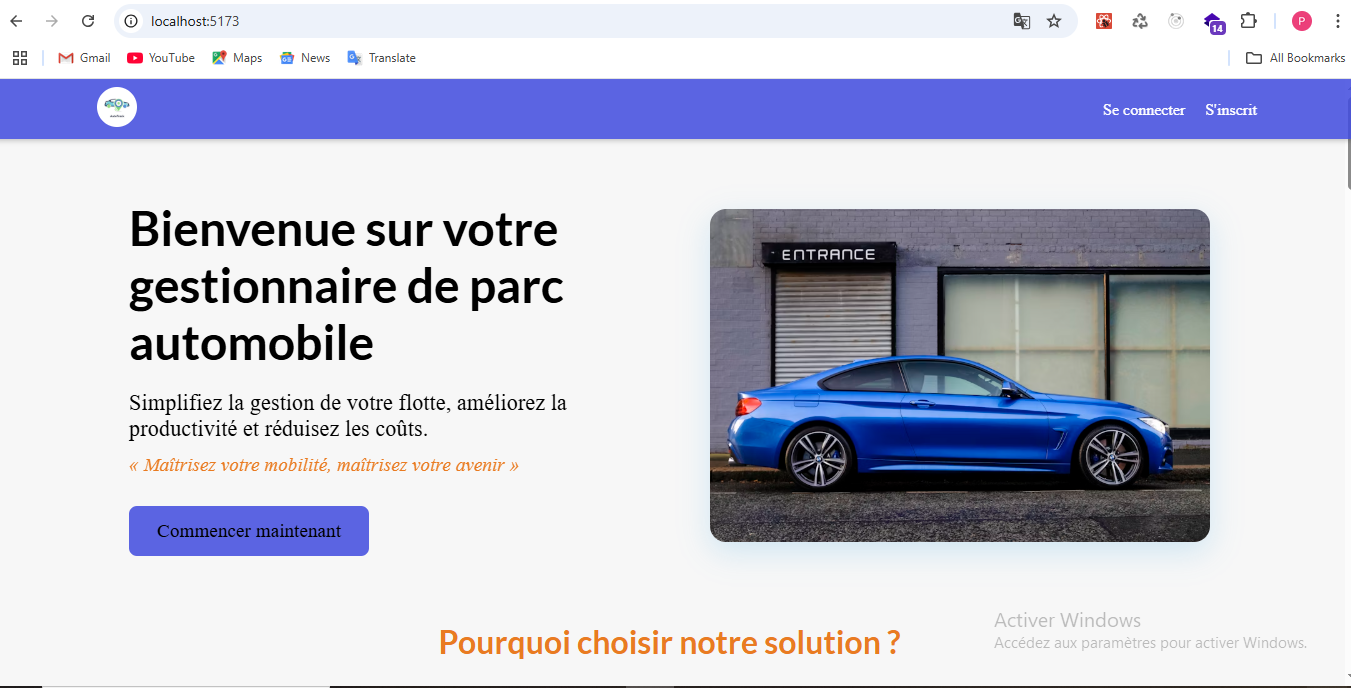 localhost:5173
14
P
Gmail
YouTube
Maps
News
Translate
All Bookmarks
Se connecter
S'inscrit
Bienvenue sur votre
gestionnaire de parc
automobile
Simplifiez la gestion de votre flotte, améliorez la
productivité et réduisez les coûts.
« Maîtrisez votre mobilité, maîtrisez votre avenir »
Commencer maintenant
ENTRANCE
Pourquoi choisir notre solution ?
Activer Windows
Accédez aux paramètres pour activer Windows.